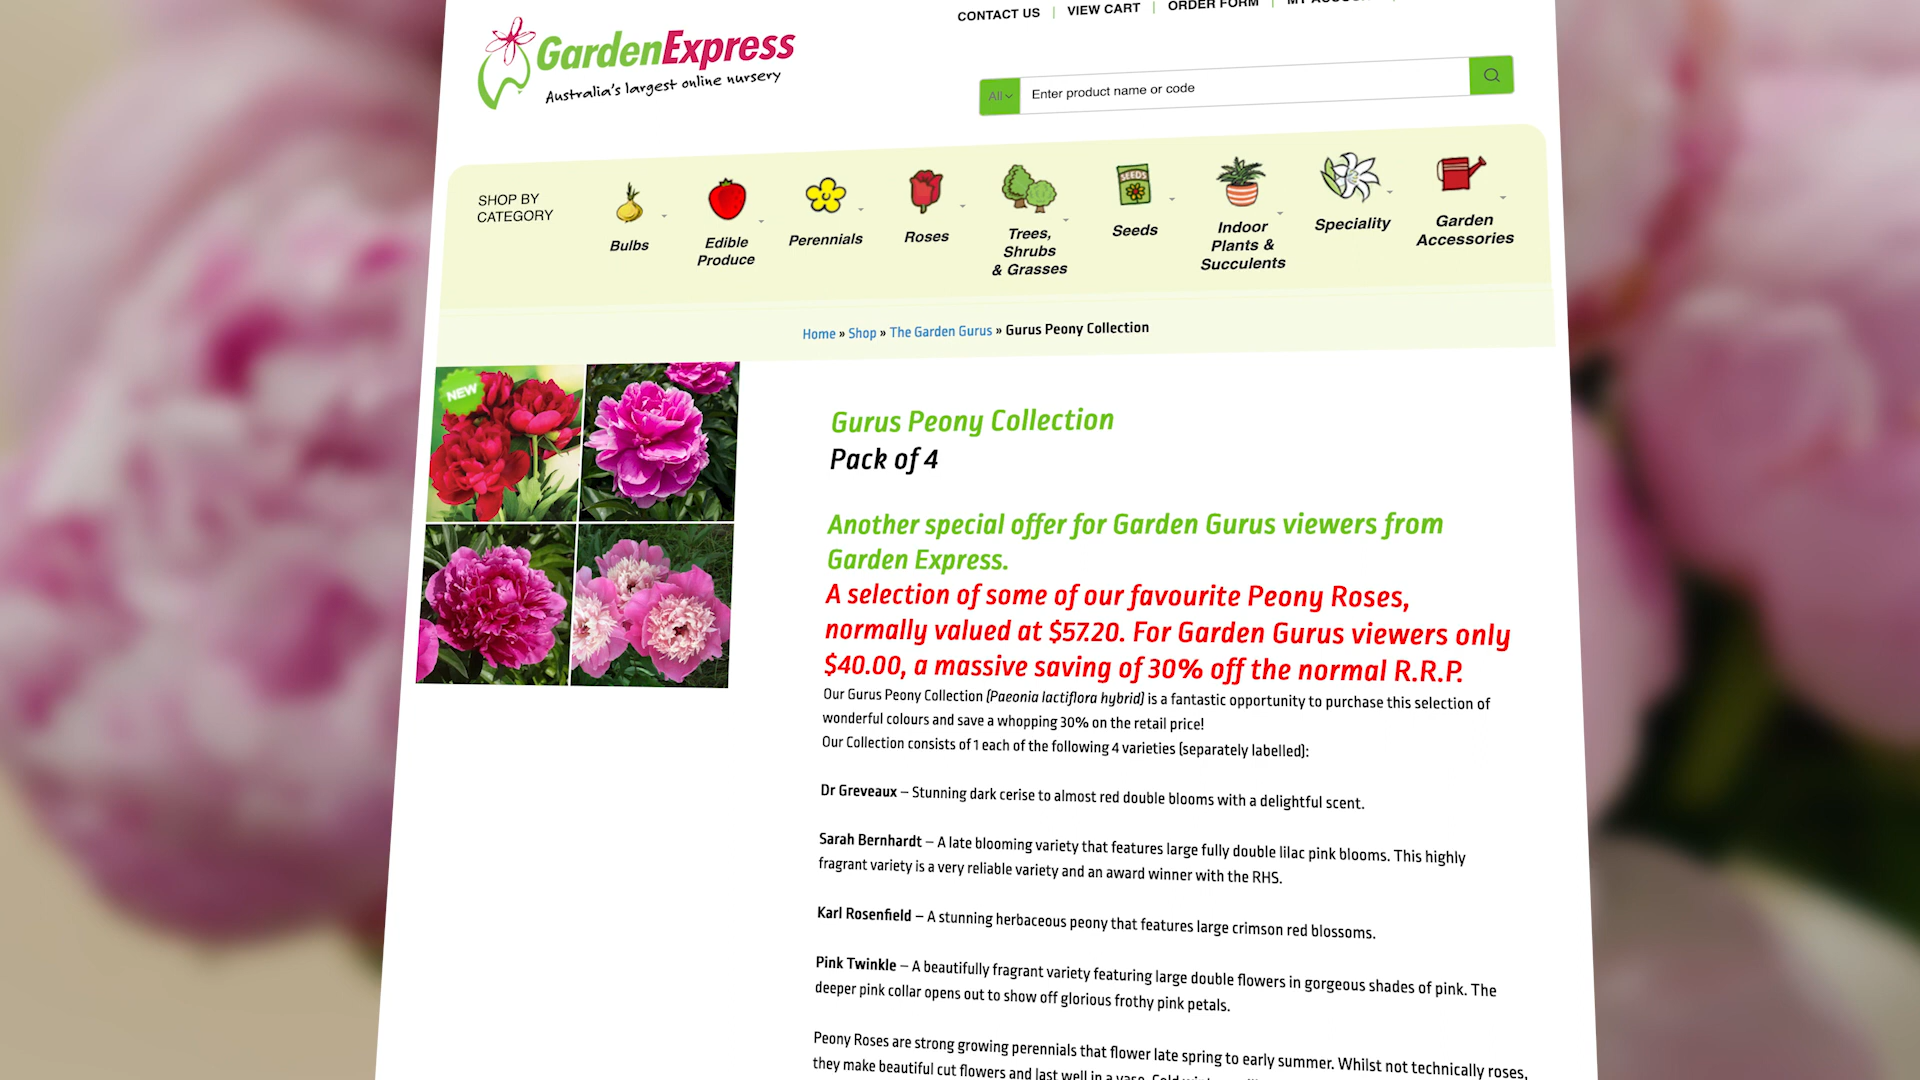 CONTACT US | VIEW CART | ORDER FORM |
GardenExpress
Australia's largest online nursery
All
Enter product name or code
SHOP BY
CATEGORY
Bulbs
Edible
Produce
Perennials
Roses
Trees,
Shrubs
& Grasses
SEEDS
Seeds
Indoor
Plants &
Succulents
Speciality
Garden
Accessories
Home » Shop » The Garden Gurus » Gurus Peony Collection
NEW
Gurus Peony Collection
Pack of 4
Another special offer for Garden Gurus viewers from
Garden Express.
A selection of some of our favourite Peony Roses,
normally valued at $57.20. For Garden Gurus viewers only
$40.00, a massive saving of 30% off the normal R.R.P.
Our Gurus Peony Collection (Paeonia lactiflora hybrid) is a fantastic opportunity to purchase this selection of
wonderful colours and save a whopping 30% on the retail price!
Our Collection consists of 1 each of the following 4 varieties (separately labelled):
Dr Greveaux – Stunning dark cerise to almost red double blooms with a delightful scent.
Sarah Bernhardt – A late blooming variety that features large fully double lilac pink blooms. This highly
fragrant variety is a very reliable variety and an award winner with the RHS.
Karl Rosenfield – A stunning herbaceous peony that features large crimson red blossoms.
Pink Twinkle – A beautifully fragrant variety featuring large double flowers in gorgeous shades of pink. The
deeper pink collar opens out to show off glorious frothy pink petals.
Peony Roses are strong growing perennials that flower late spring to early summer. Whilst not technically roses,
they make beautiful cut flowers and last well in a vase. Cold